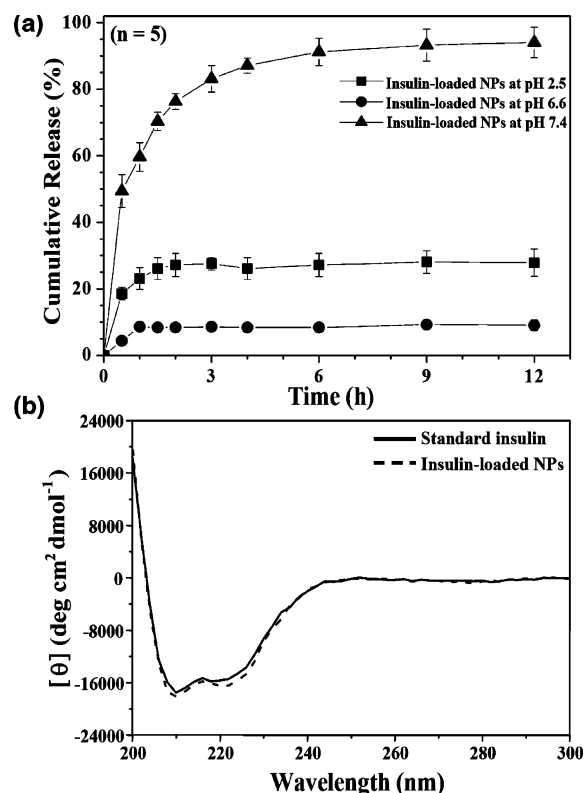 (a)
(n = 5)
Insulin-loaded NPs at pH 2.5
Insulin-loaded NPs at pH 6.6
Insulin-loaded NPs at pH 7.4
Cumulative Release (%)
100
80
60
40
20
0
0 3 6 9 12
Time (h)
(b)
Standard insulin
Insulin-loaded NPs
[θ] (deg cm² dmol⁻¹)
24000
16000
8000
0
-8000
-16000
-24000
200 220 240 260 280 300
Wavelength (nm)